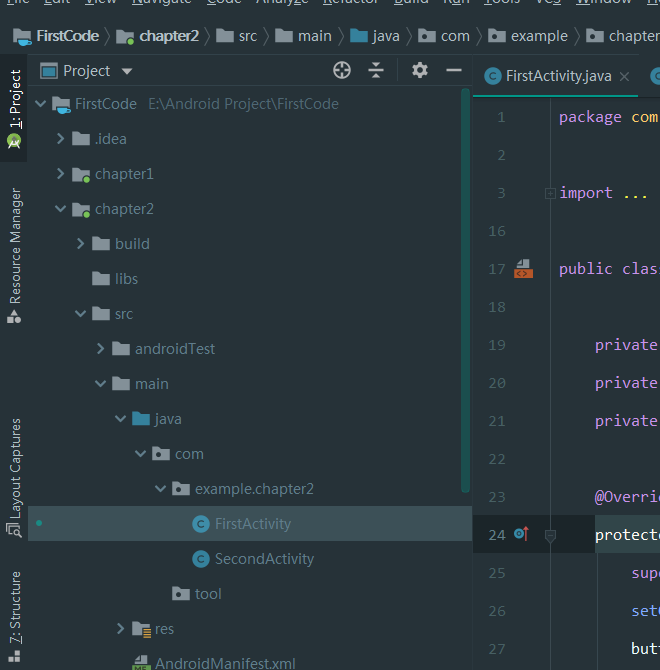 File Edit View Navigate Code Analyze Refactor Build Run Tools VCS Window Help
FirstCode chapter2 src main java com example chapter
1: Project
Resource Manager
Layout Captures
7: Structure
Project
FirstCode E:\Android Project\FirstCode
.idea
chapter1
chapter2
build
libs
src
androidTest
main
java
com
example.chapter2
FirstActivity
SecondActivity
tool
res
AndroidManifest.xml
FirstActivity.java
1 package com
2
3 import ...
16
17 public clas
18
19 private
20 private
21 private
22
23 @Overri
24 protect
25 supe
26 set
27 butt